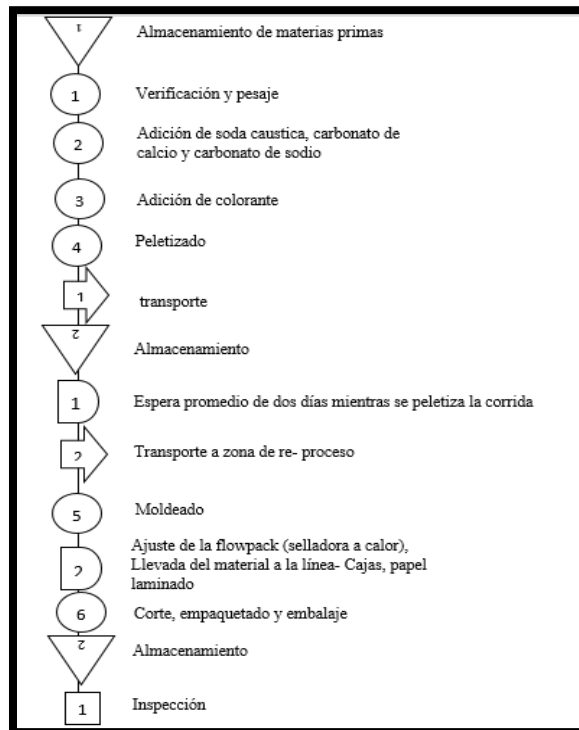 1 Almacenamiento de materias primas
1 Verificación y pesaje
2 Adición de soda caustica, carbonato de
calcio y carbonato de sodio
3 Adición de colorante
4 Peletizado
1 transporte
2 Almacenamiento
1 Espera promedio de dos días mientras se peletiza la corrida
2 Transporte a zona de re- proceso
5 Moldeado
Ajuste de la flowpack (selladora a calor),
2 Llevada del material a la línea- Cajas, papel
laminado
6 Corte, empaquetado y embalaje
2 Almacenamiento
1 Inspección